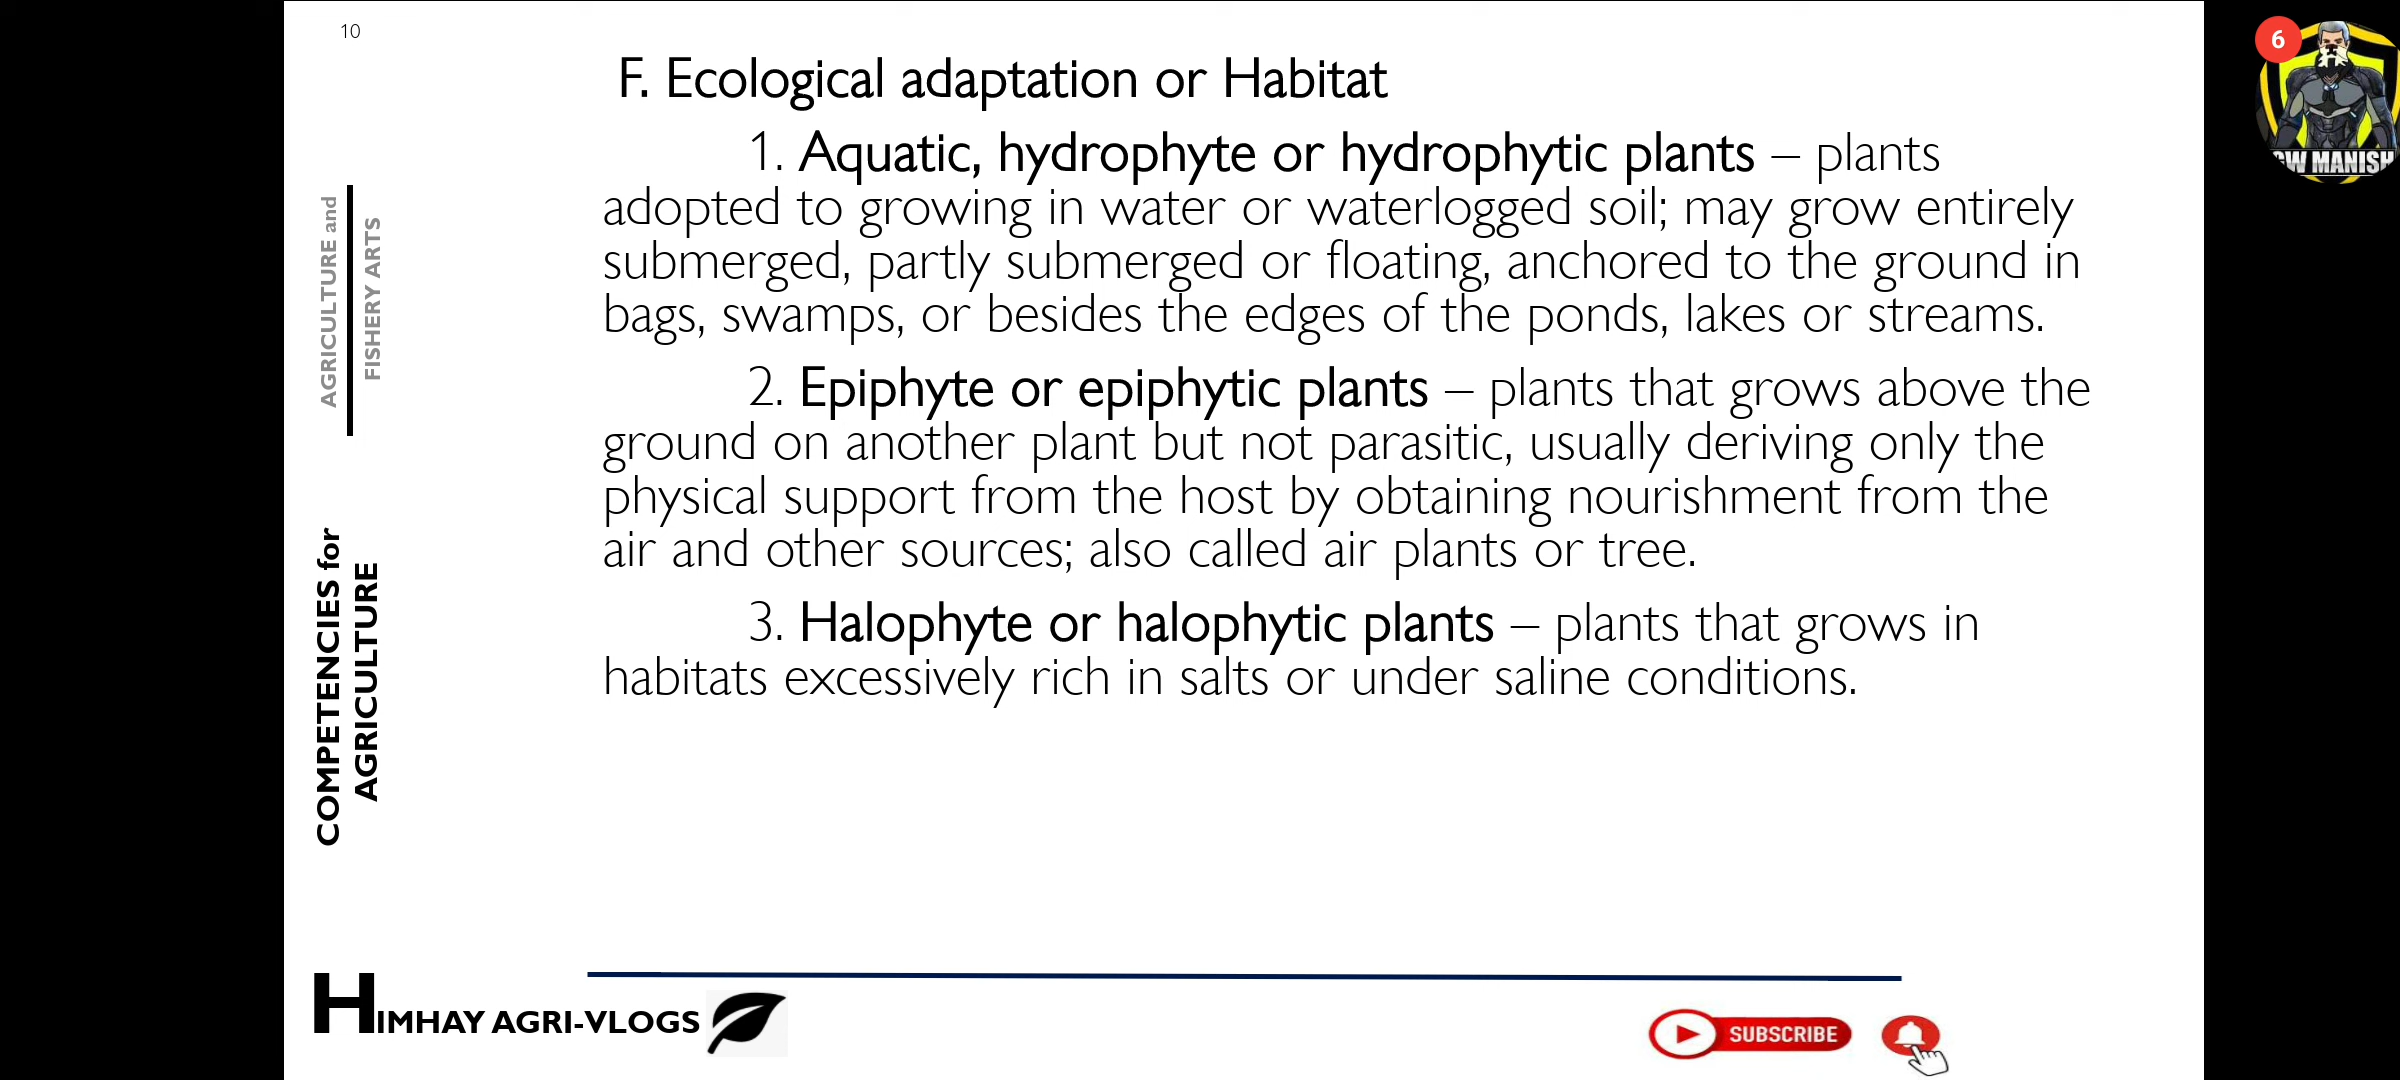 10
F. Ecological adaptation or Habitat
1. Aquatic, hydrophyte or hydrophytic plants – plants
adopted to growing in water or waterlogged soil; may grow entirely
submerged, partly submerged or floating, anchored to the ground in
bags, swamps, or besides the edges of the ponds, lakes or streams.
2. Epiphyte or epiphytic plants – plants that grows above the
ground on another plant but not parasitic, usually deriving only the
physical support from the host by obtaining nourishment from the
air and other sources; also called air plants or tree.
3. Halophyte or halophytic plants – plants that grows in
habitats excessively rich in salts or under saline conditions.
AGRICULTURE and
FISHERY ARTS
COMPETENCIES for
AGRICULTURE
HIMHAY AGRI-VLOGS
SUBSCRIBE
6
GW MANISH